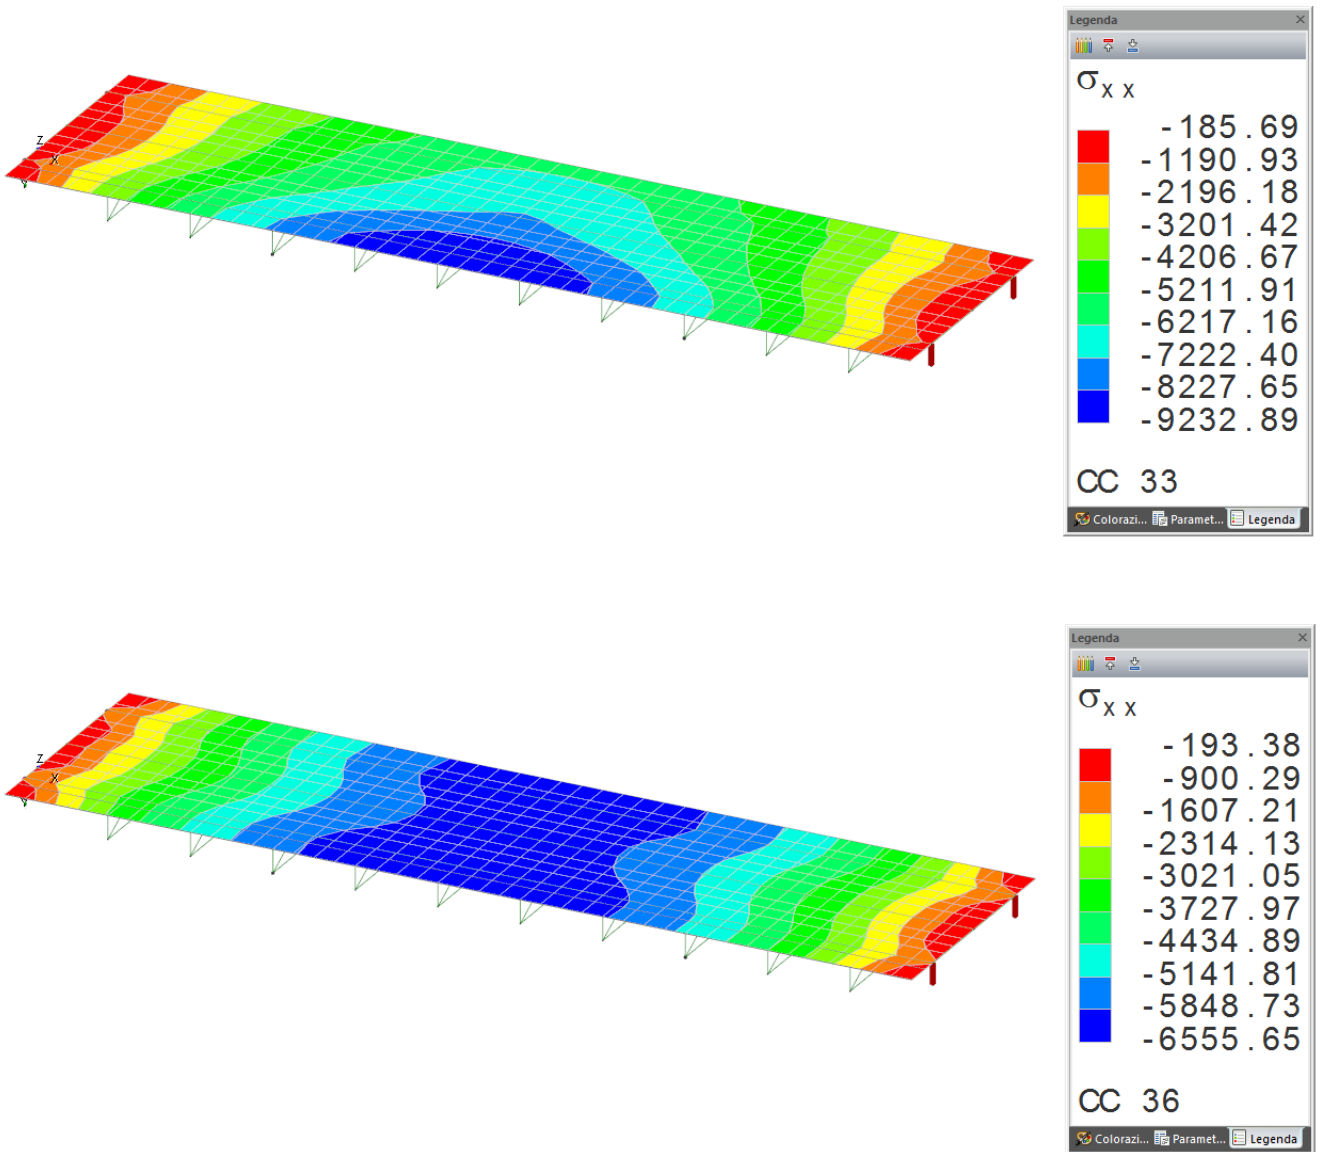 Legenda
σx x
-185.69
-1190.93
-2196.18
-3201.42
-4206.67
-5211.91
-6217.16
-7222.40
-8227.65
-9232.89
CC 33
Colorazi... Paramet... Legenda
Z
X
Y
Legenda
σx x
-193.38
-900.29
-1607.21
-2314.13
-3021.05
-3727.97
-4434.89
-5141.81
-5848.73
-6555.65
CC 36
Colorazi... Paramet... Legenda
Z
X
Y